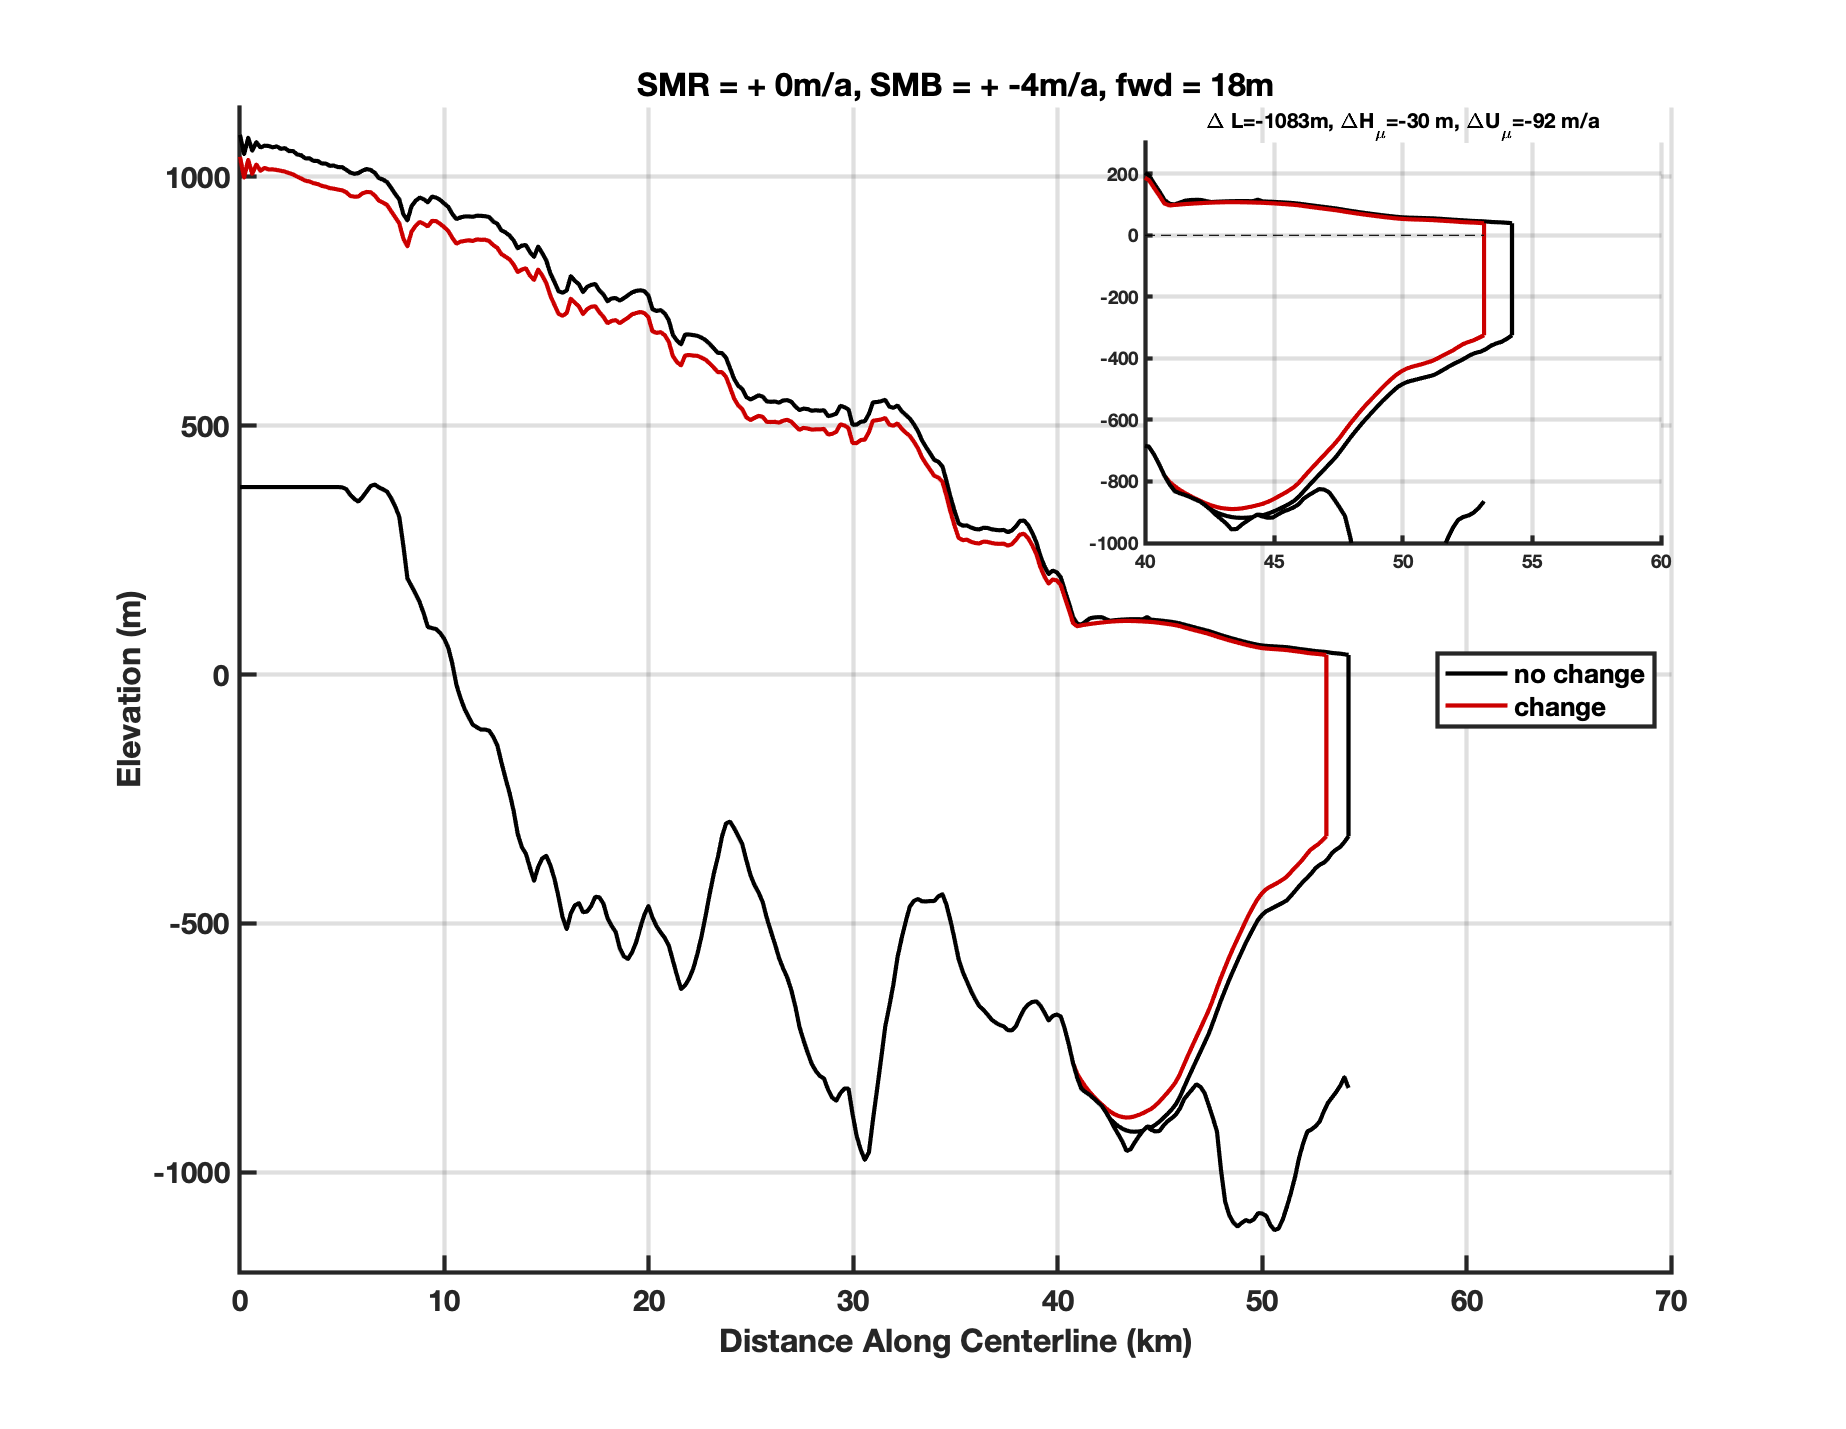 SMR = + 0m/a, SMB = + -4m/a, fwd = 18m
△ L=-1083m, △H_μ=-30 m, △U_μ=-92 m/a
200
0
-200
-400
-600
-800
-1000
40 45 50 55 60
1000
500
0
-500
-1000
Elevation (m)
no change
change
0 10 20 30 40 50 60 70
Distance Along Centerline (km)